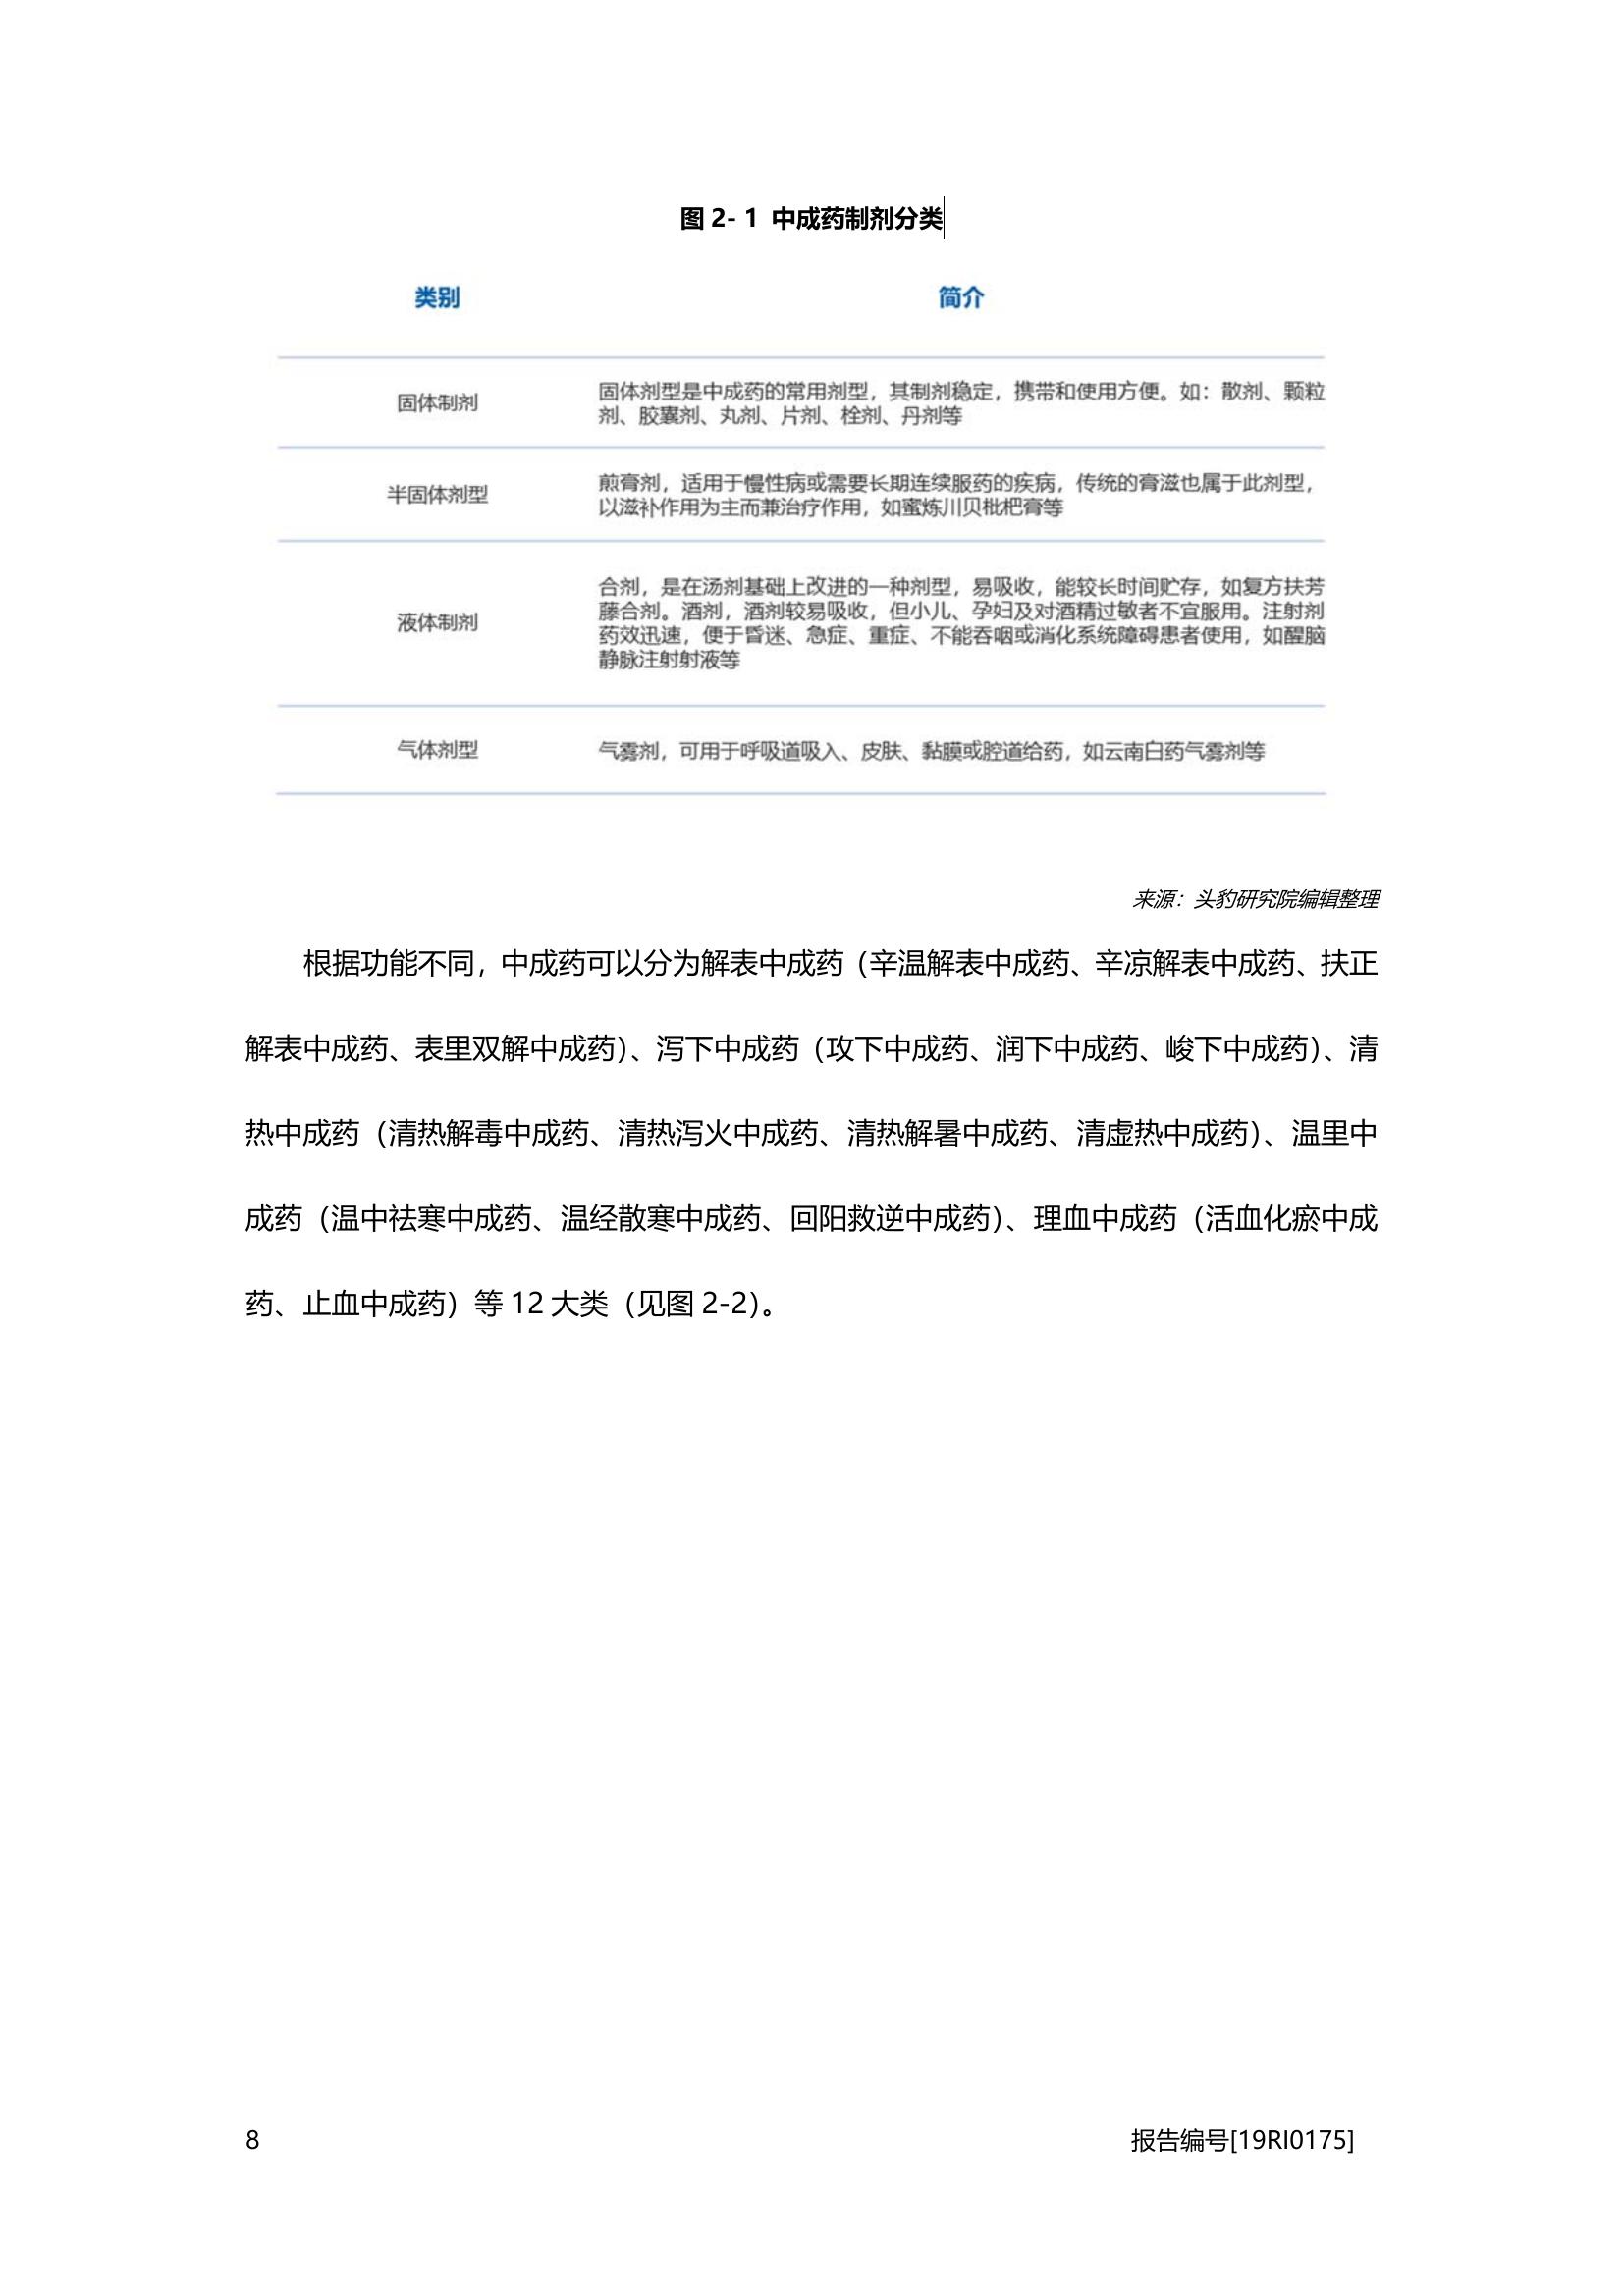 图 2- 1 中成药制剂分类
类别 简介
固体制剂
固体剂型是中成药的常用剂型，其制剂稳定，携带和使用方便。如：散剂、颗粒
剂、胶囊剂、丸剂、片剂、栓剂、丹剂等
半固体剂型
煎膏剂，适用于慢性病或需要长期连续服药的疾病，传统的膏滋也属于此剂型，
以滋补作用为主而兼治疗作用，如蜜炼川贝枇杷膏等
液体制剂
合剂，是在汤剂基础上改进的一种剂型，易吸收，能较长时间贮存，如复方扶芳
藤合剂。酒剂，酒剂较易吸收，但小儿、孕妇及对酒精过敏者不宜服用。注射剂
药效迅速，便于昏迷、急症、重症、不能吞咽或消化系统障碍患者使用，如醒脑
静脉注射射液等
气体剂型
气雾剂，可用于呼吸道吸入、皮肤、黏膜或腔道给药，如云南白药气雾剂等
来源：头豹研究院编辑整理
根据功能不同，中成药可以分为解表中成药（辛温解表中成药、辛凉解表中成药、扶正
解表中成药、表里双解中成药）、泻下中成药（攻下中成药、润下中成药、峻下中成药）、清
热中成药（清热解毒中成药、清热泻火中成药、清热解暑中成药、清虚热中成药）、温里中
成药（温中祛寒中成药、温经散寒中成药、回阳救逆中成药）、理血中成药（活血化瘀中成
药、止血中成药）等 12 大类（见图 2-2）。
8 报告编号[19RI0175]